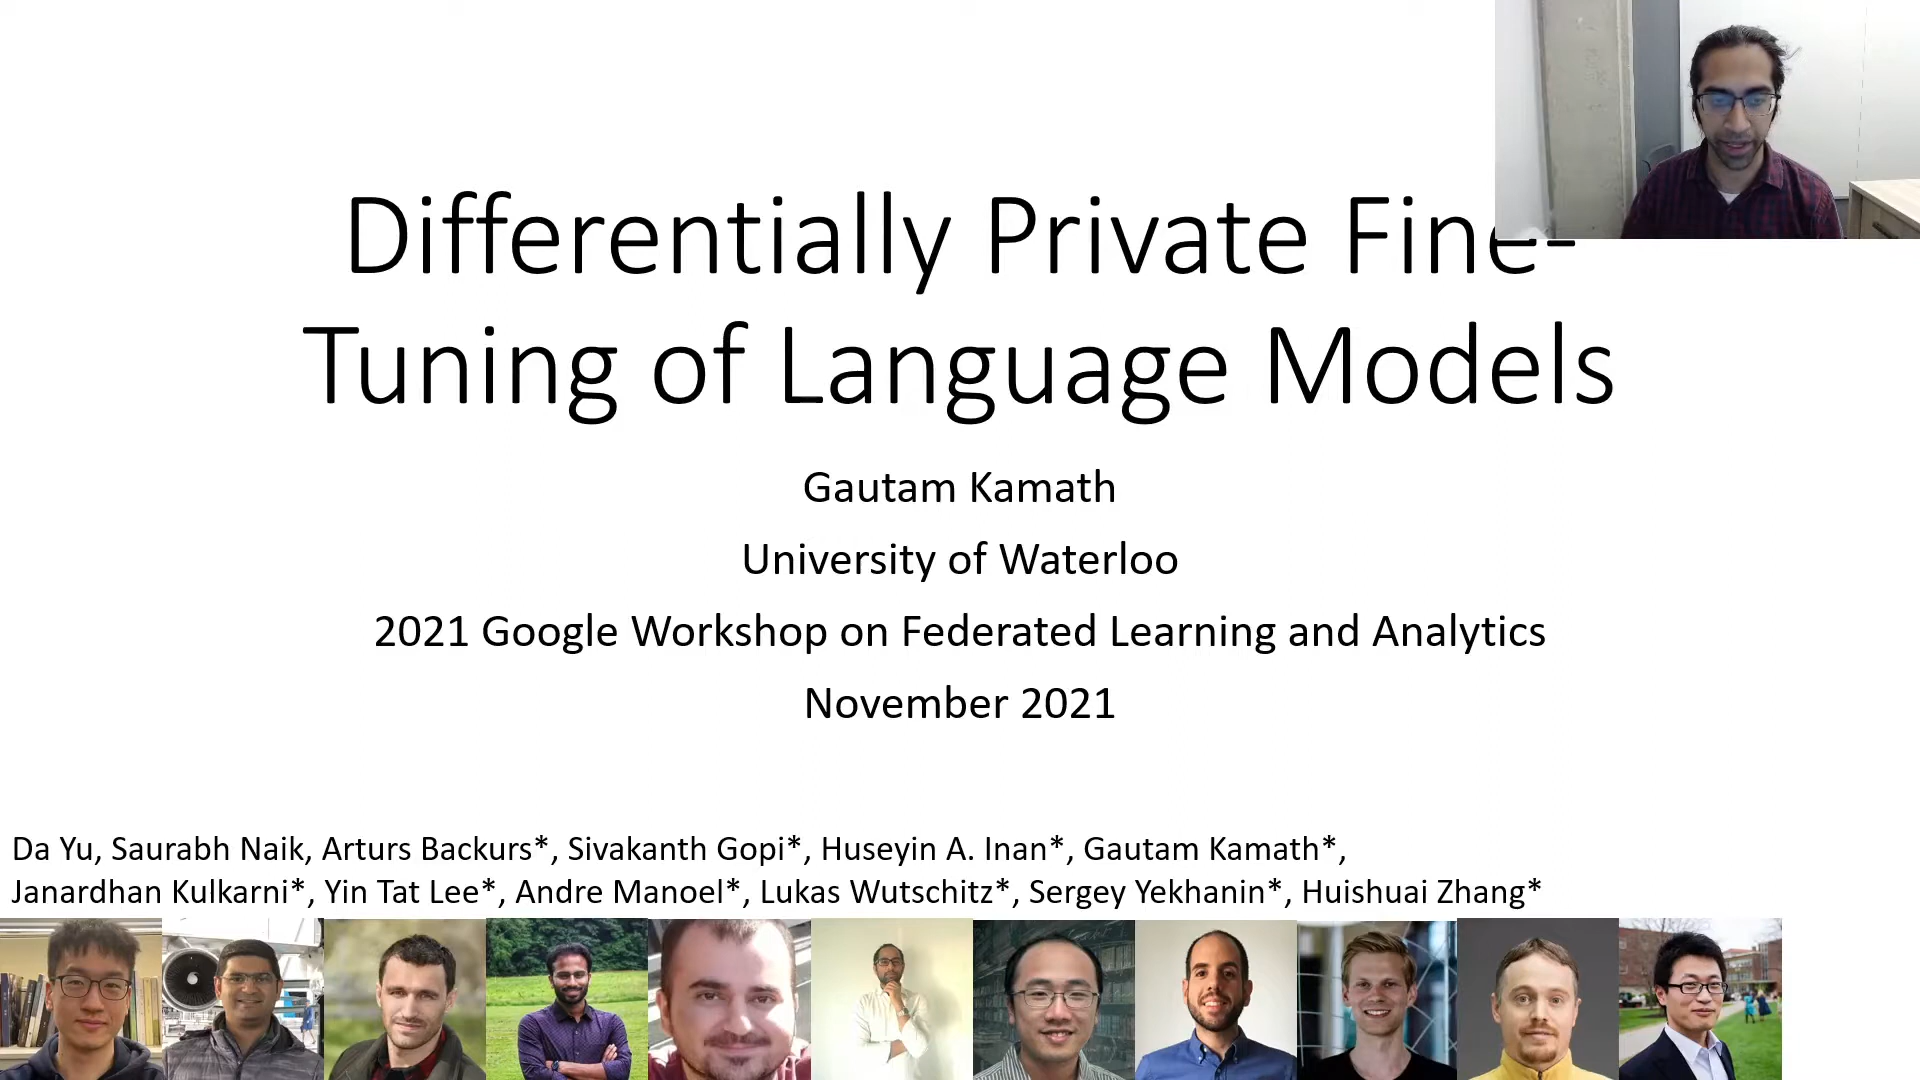 Differentially Private Fine-
Tuning of Language Models
Gautam Kamath
University of Waterloo
2021 Google Workshop on Federated Learning and Analytics
November 2021
Da Yu, Saurabh Naik, Arturs Backurs*, Sivakanth Gopi*, Huseyin A. Inan*, Gautam Kamath*,
Janardhan Kulkarni*, Yin Tat Lee*, Andre Manoel*, Lukas Wutschitz*, Sergey Yekhanin*, Huishuai Zhang*